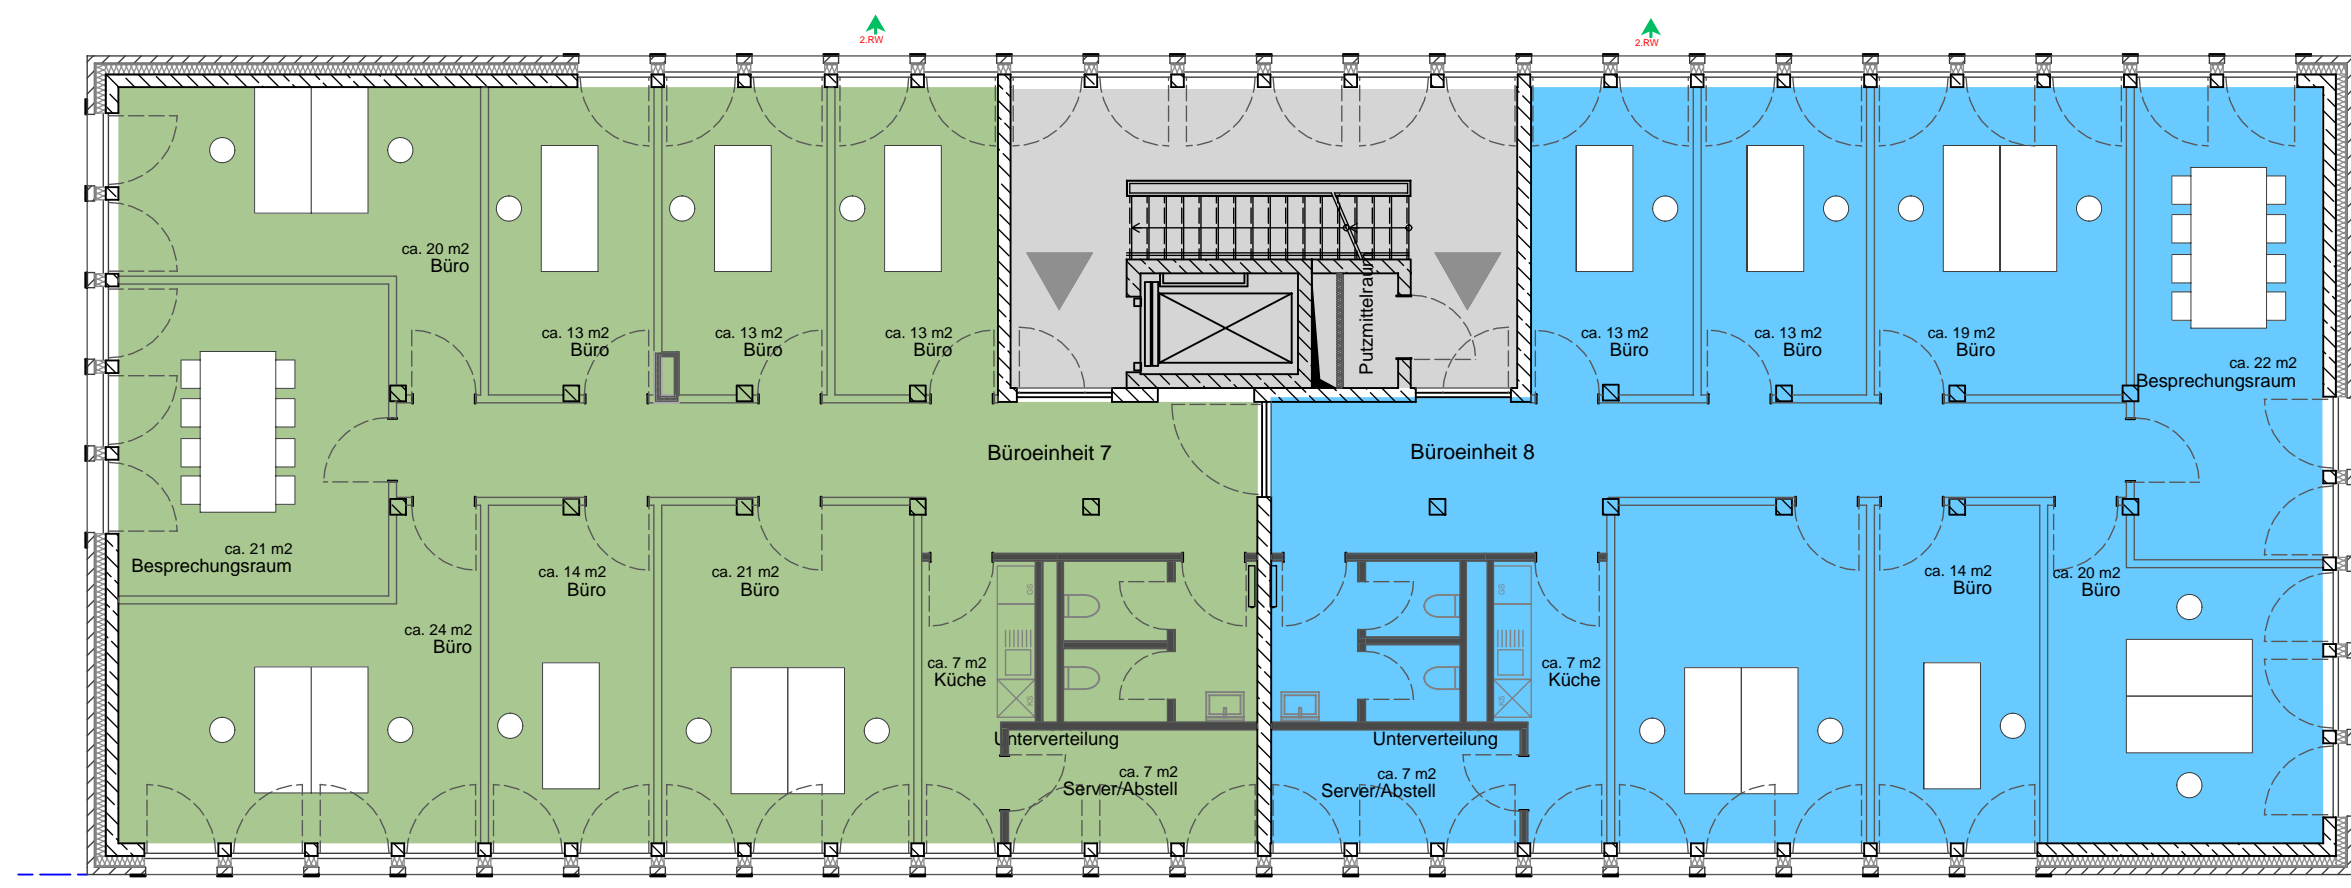 2.RW
2.RW
ca. 20 m2
Büro
ca. 13 m2
Büro
ca. 13 m2
Büro
ca. 13 m2
Büro
Putzmittelraum
ca. 13 m2
Büro
ca. 13 m2
Büro
ca. 19 m2
Büro
ca. 22 m2
Besprechungsraum
Büroeinheit 7
Büroeinheit 8
ca. 21 m2
Besprechungsraum
ca. 14 m2
Büro
ca. 21 m2
Büro
ca. 14 m2
Büro
ca. 20 m2
Büro
GS
GS
ca. 24 m2
Büro
ca. 7 m2
Küche
ca. 7 m2
Küche
KS
KS
Unterverteilung
Unterverteilung
ca. 7 m2
Server/Abstell
ca. 7 m2
Server/Abstell